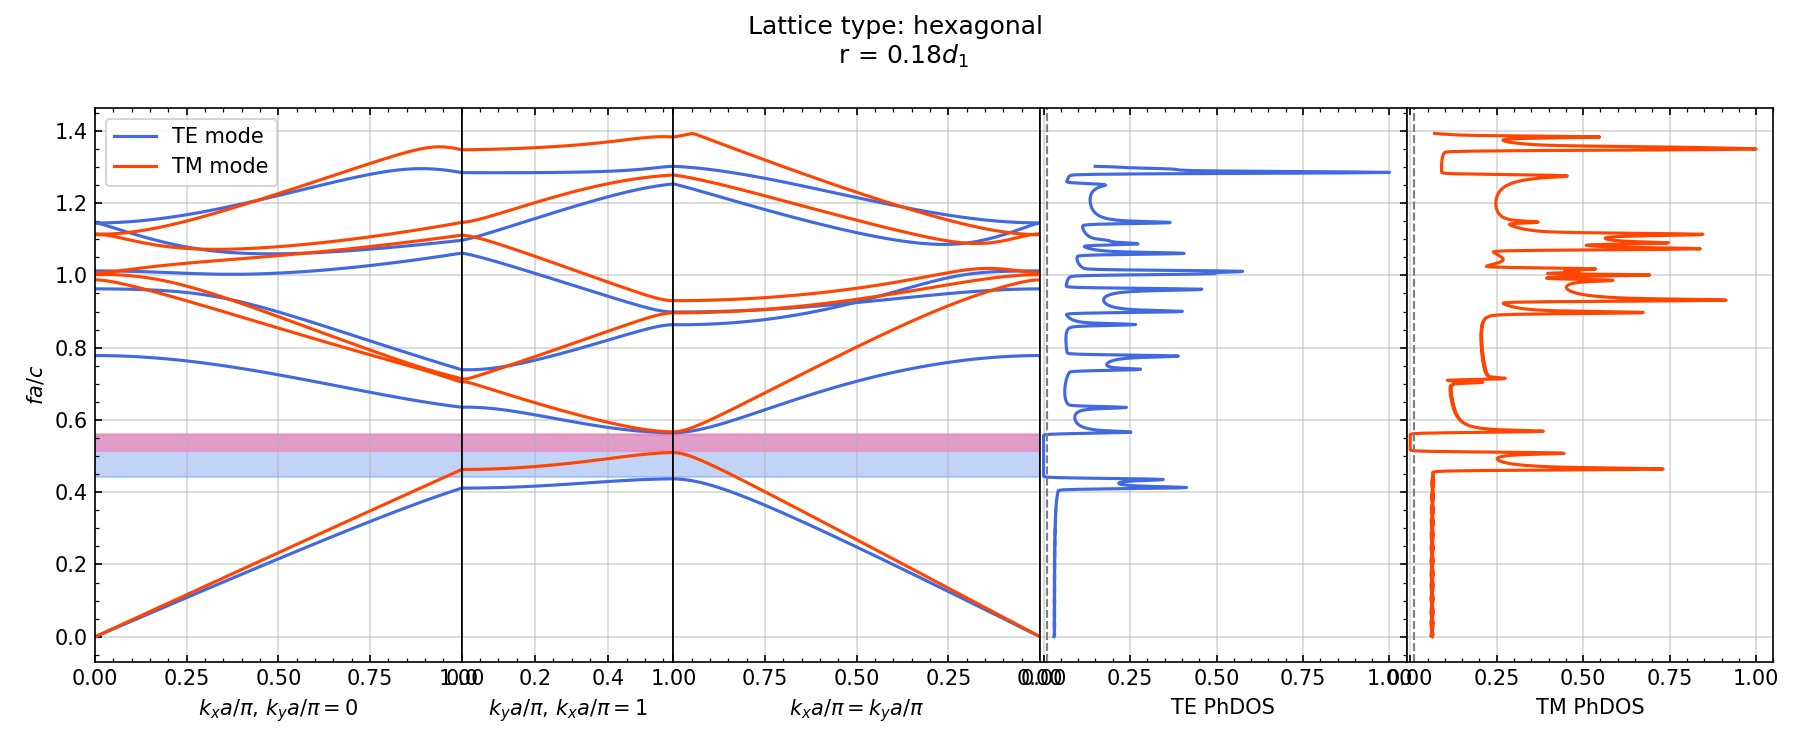 Lattice type: hexagonal
r = 0.18d₁
TE mode
TM mode
fa/c
1.4
1.2
1.0
0.8
0.6
0.4
0.2
0.0
0.00 0.25 0.50 0.75 1.00
kₓa/π, k_y a/π = 0
0.00 0.2 0.4
k_y a/π, kₓa/π = 1
1.00 0.75 0.50 0.25 0.00
kₓa/π = k_y a/π
0.00 0.25 0.50 0.75 1.00
TE PhDOS
0.00 0.25 0.50 0.75 1.00
TM PhDOS